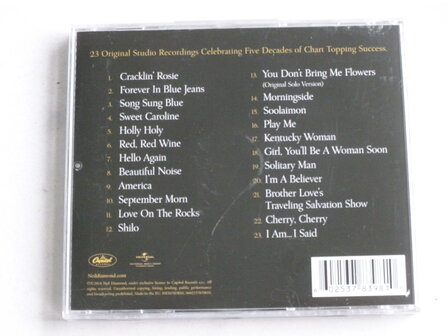 23 Original Studio Recordings Celebrating Five Decades of Chart Topping Success.
1. Cracklin' Rosie
2. Forever In Blue Jeans
3. Song Sung Blue
4. Sweet Caroline
5. Holly Holy
6. Red, Red Wine
7. Hello Again
8. Beautiful Noise
9. America
10. September Morn
11. Love On The Rocks
12. Shilo
13. You Don't Bring Me Flowers
(Original Solo Version)
14. Morningside
15. Soolaimon
16. Play Me
17. Kentucky Woman
18. Girl, You'll Be A Woman Soon
19. Solitary Man
20. I'm A Believer
21. Brother Love's
Traveling Salvation Show
22. Cherry, Cherry
23. I Am... I Said
Capitol
UNIVERSAL
NeilDiamond.com